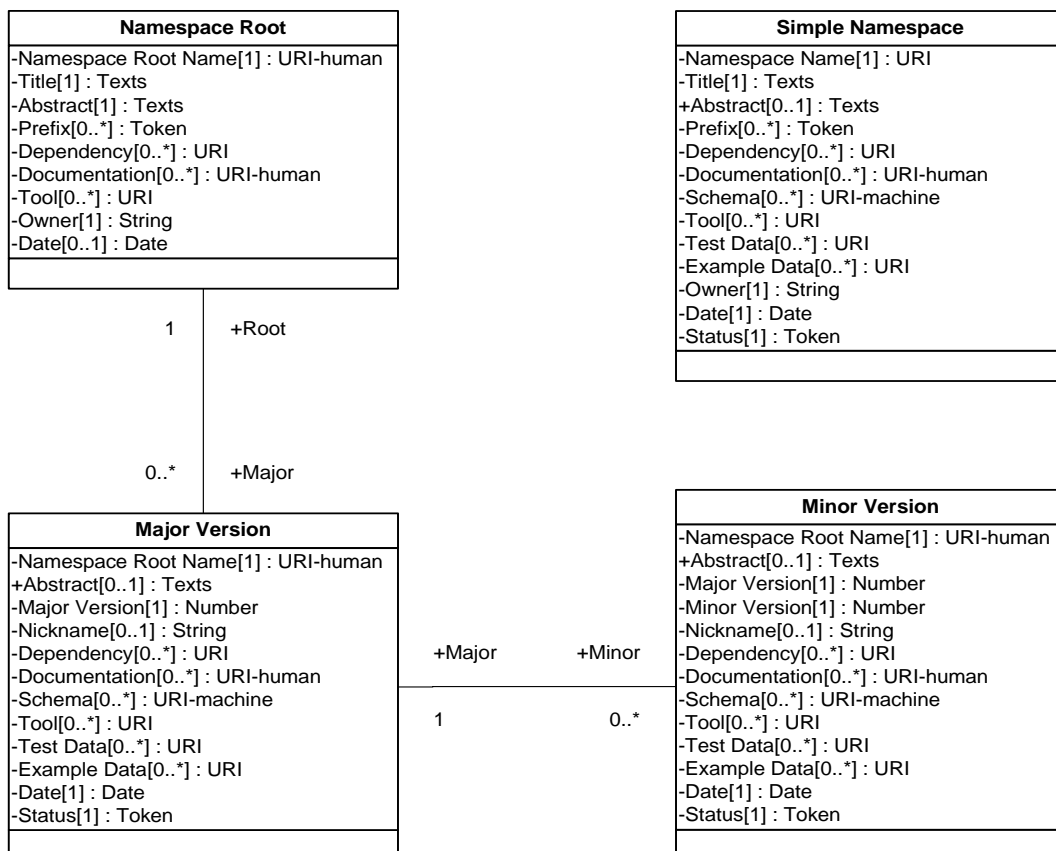 Namespace Root
-Namespace Root Name[1] : URI-human
-Title[1] : Texts
-Abstract[1] : Texts
-Prefix[0..*] : Token
-Dependency[0..*] : URI
-Documentation[0..*] : URI-human
-Tool[0..*] : URI
-Owner[1] : String
-Date[0..1] : Date
Simple Namespace
-Namespace Name[1] : URI
-Title[1] : Texts
+Abstract[0..1] : Texts
-Prefix[0..*] : Token
-Dependency[0..*] : URI
-Documentation[0..*] : URI-human
-Schema[0..*] : URI-machine
-Tool[0..*] : URI
-Test Data[0..*] : URI
-Example Data[0..*] : URI
-Owner[1] : String
-Date[1] : Date
-Status[1] : Token
1 +Root
0..* +Major
Major Version
-Namespace Root Name[1] : URI-human
+Abstract[0..1] : Texts
-Major Version[1] : Number
-Nickname[0..1] : String
-Dependency[0..*] : URI
-Documentation[0..*] : URI-human
-Schema[0..*] : URI-machine
-Tool[0..*] : URI
-Test Data[0..*] : URI
-Example Data[0..*] : URI
-Date[1] : Date
-Status[1] : Token
+Major +Minor
1 0..*
Minor Version
-Namespace Root Name[1] : URI-human
+Abstract[0..1] : Texts
-Major Version[1] : Number
-Minor Version[1] : Number
-Nickname[0..1] : String
-Dependency[0..*] : URI
-Documentation[0..*] : URI-human
-Schema[0..*] : URI-machine
-Tool[0..*] : URI
-Test Data[0..*] : URI
-Example Data[0..*] : URI
-Date[1] : Date
-Status[1] : Token